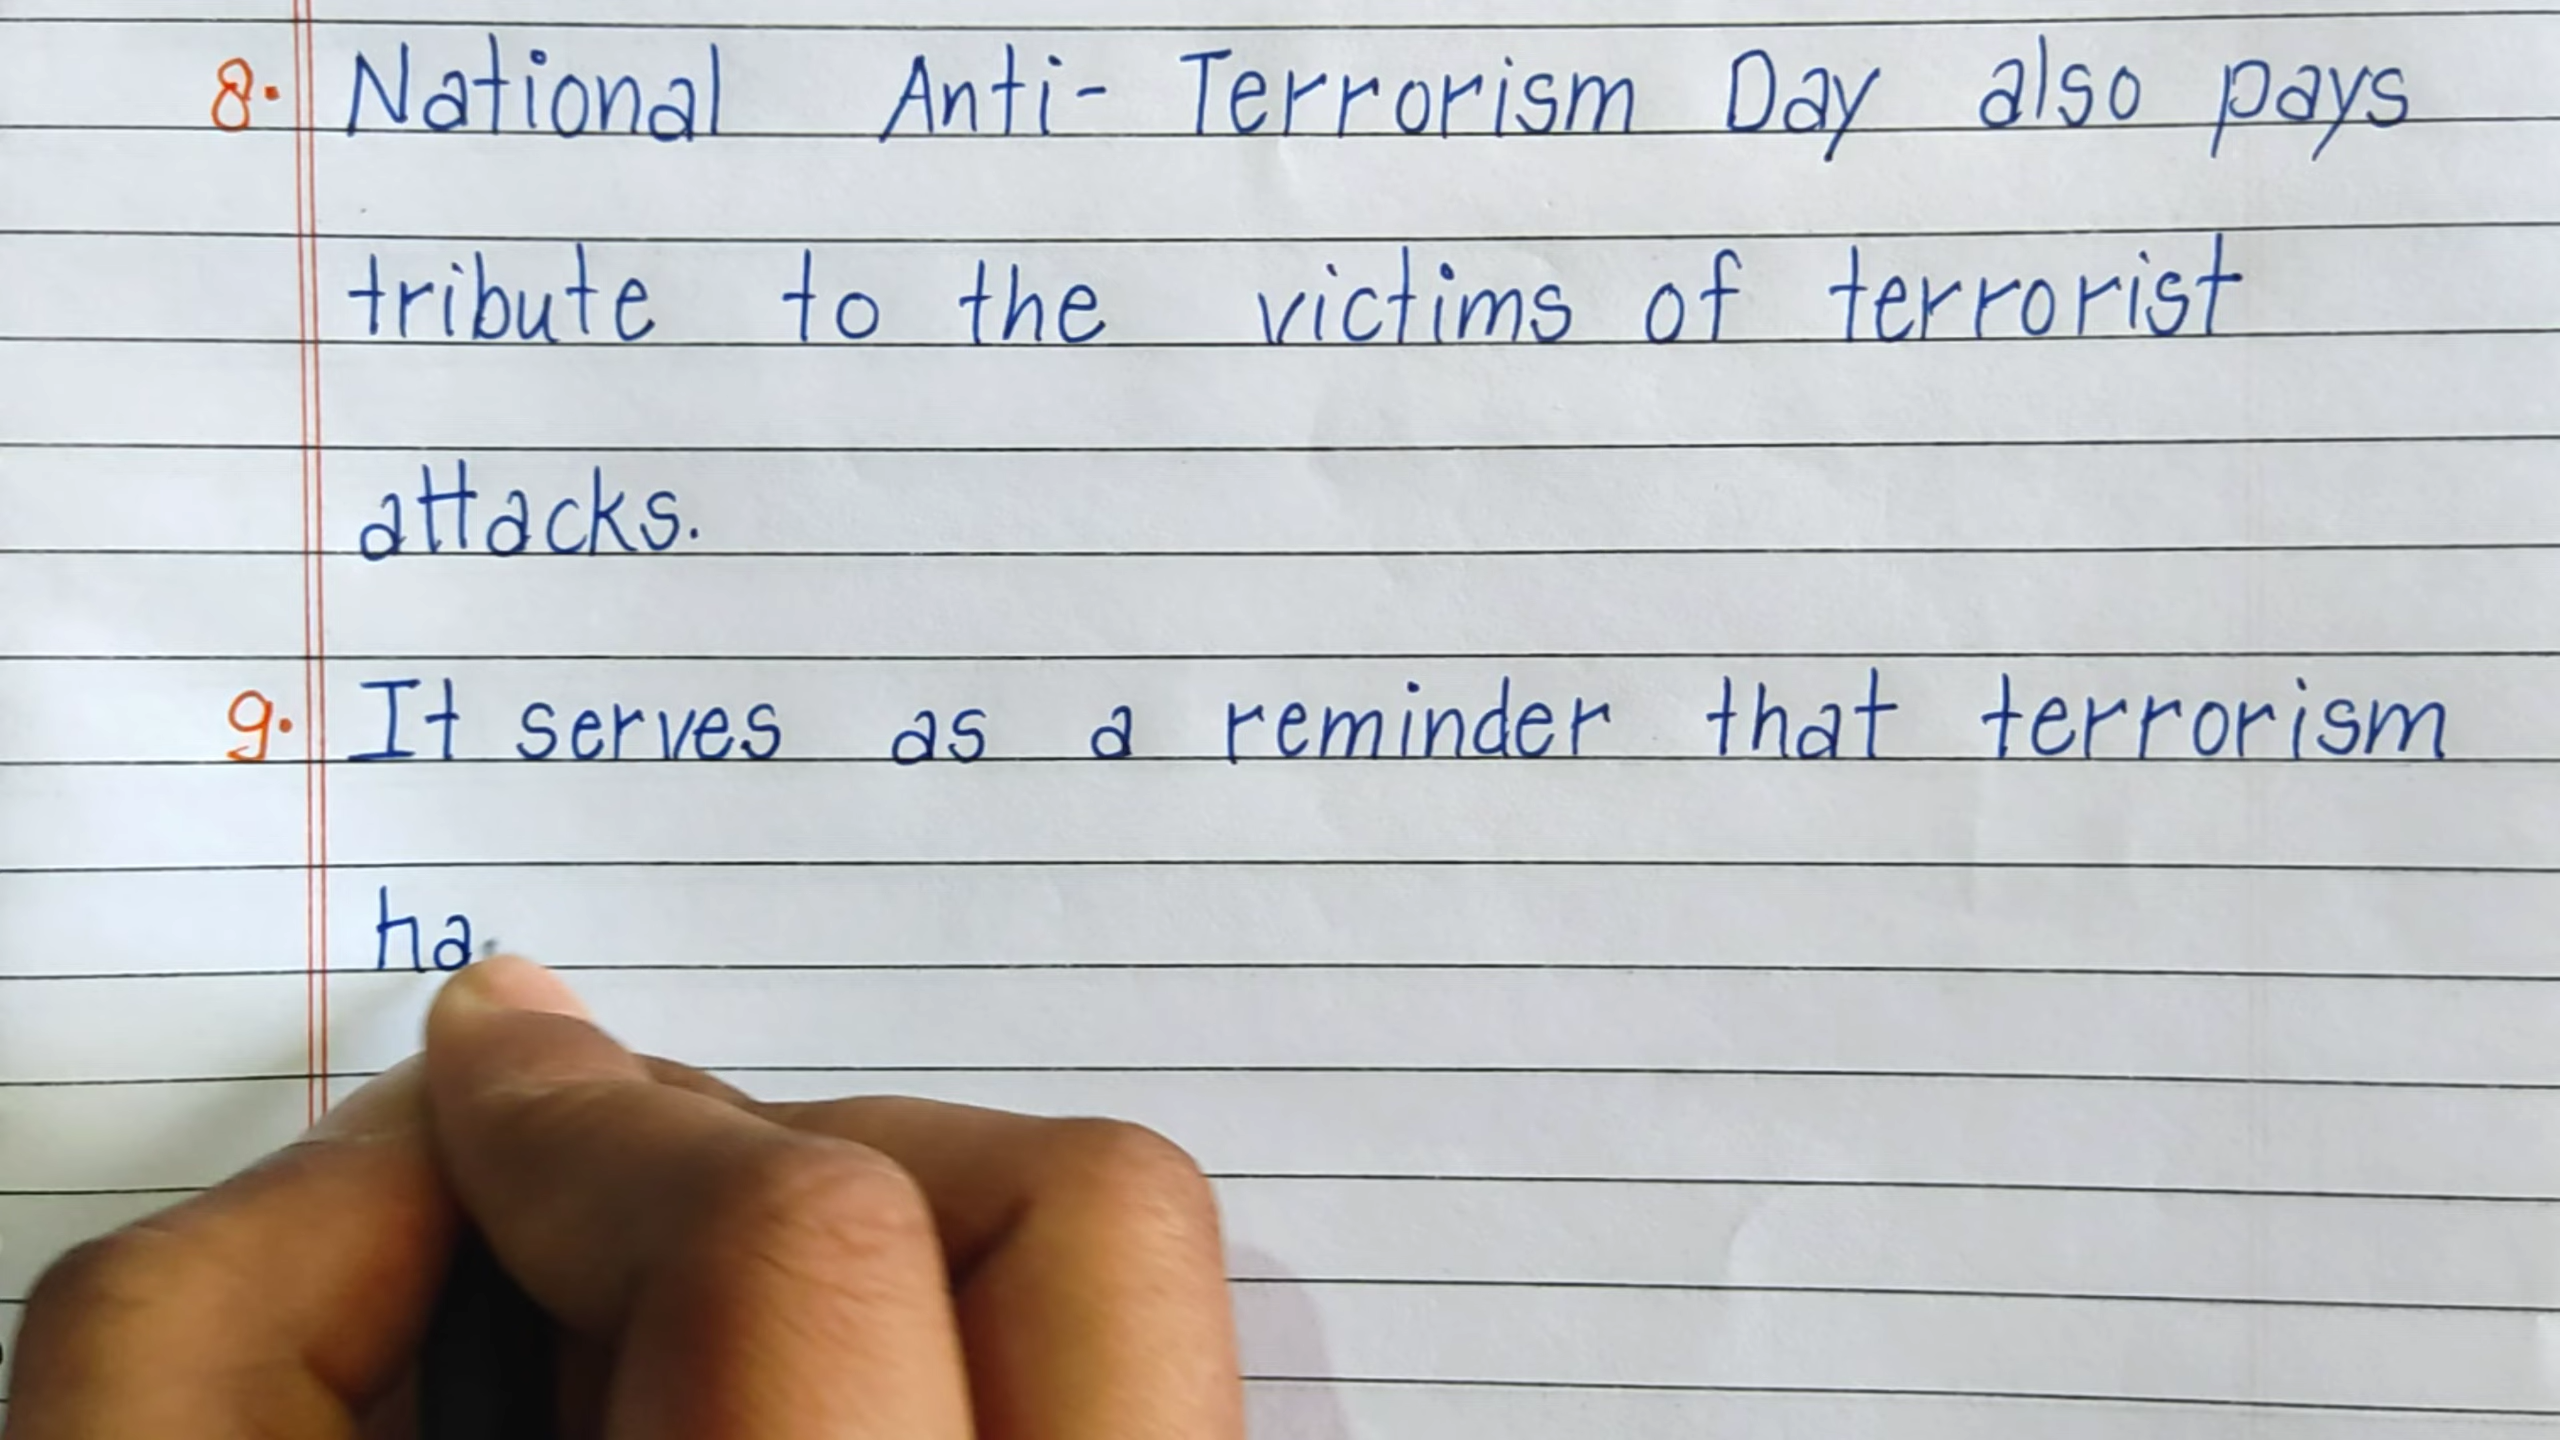 8. National Anti-Terrorism Day also pays
tribute to the victims of terrorist
attacks.
9. It serves as a reminder that terrorism
ha